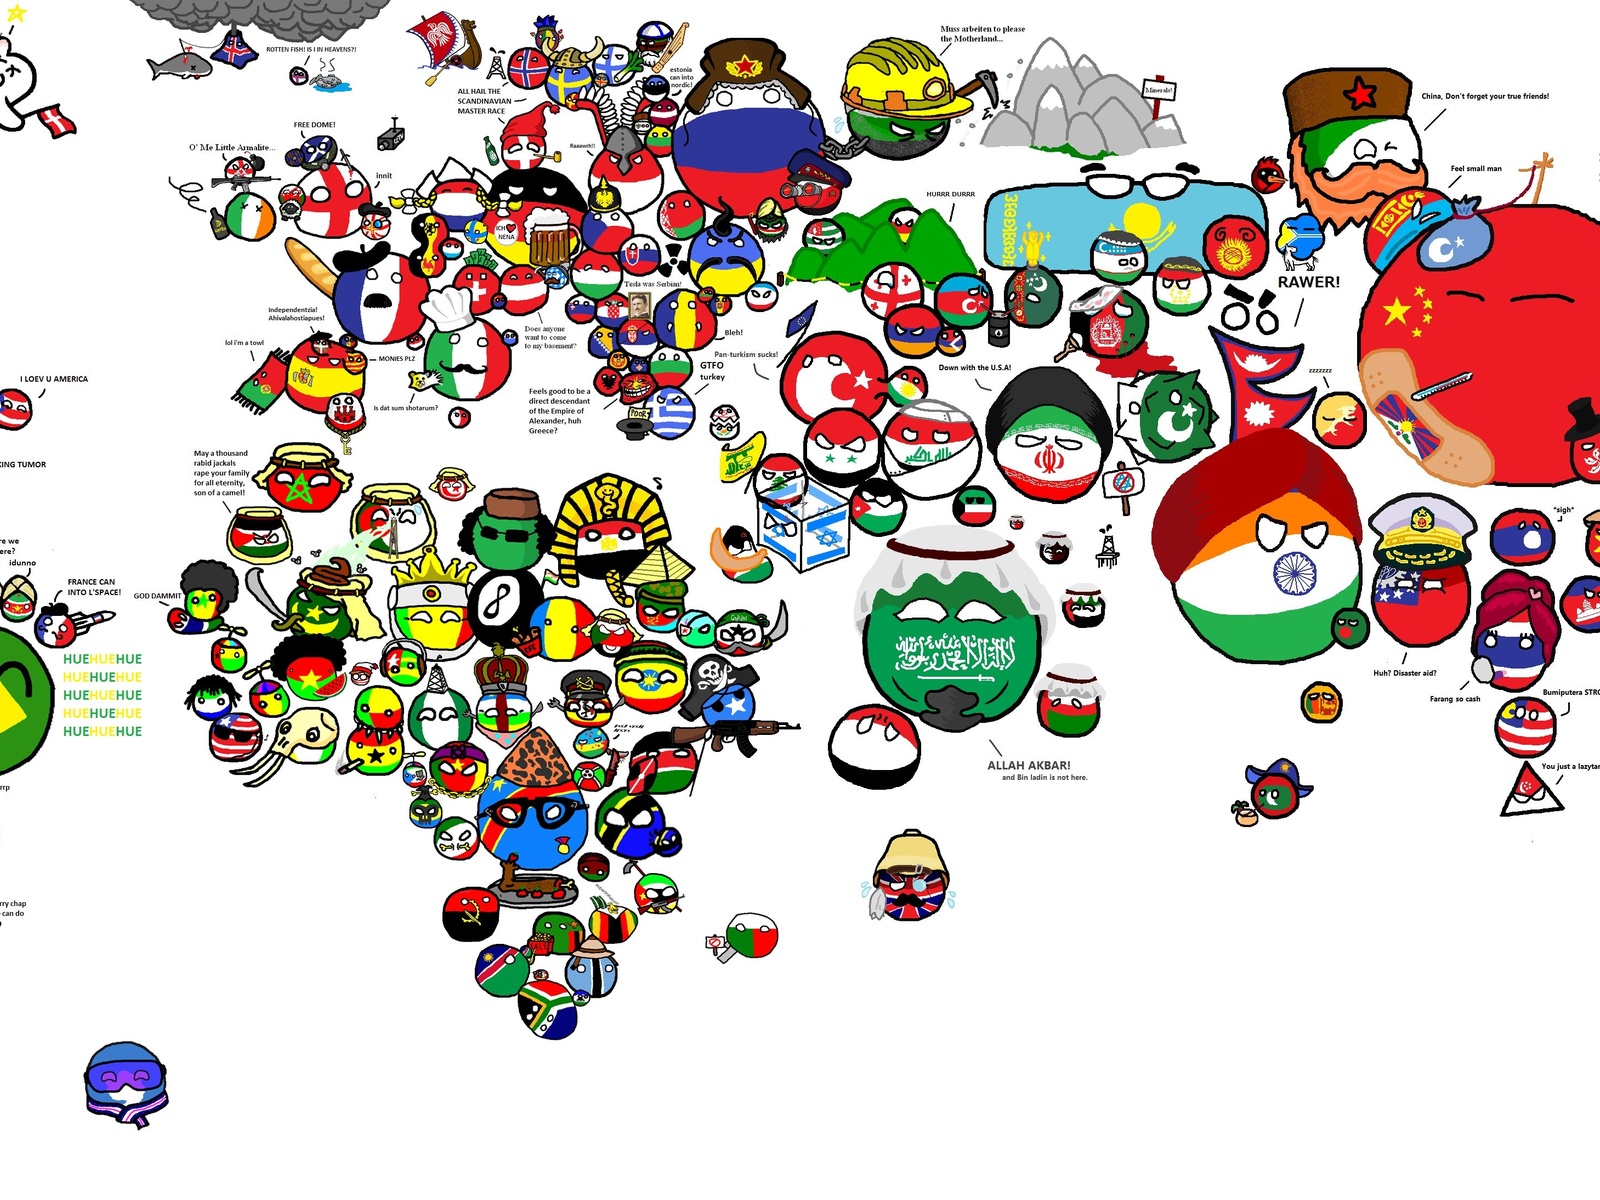 ROTTEN FISH! IS I IN HEAVENS?!
ALL HAIL THE
SCANDINAVIAN
MASTER RACE
estonia
can into
nordic!
Muss arbeiten to please
the Motherland...
Minerals!
China, Don't forget your true friends!
Feel small man
FREE DOME!
O' Me Little Armalite...
innit
Raaawrh!!
HURRR DURRR
ICH
NENA
RAWER!
Tesla was Serbian!
Independentzia!
Ahivalahostiapues!
lol i'm a towl
MONIES PLZ
Does anyone
want to come
to my basement?
Bleh!
Pan-turkism sucks!
GTFO
turkey
Down with the U.S.A!
zzzzzzz
I LOEV U AMERICA
Is dat sum shotarum?
Feels good to be a
direct descendant
of the Empire of
Alexander, huh
Greece?
POOR
KING TUMOR
May a thousand
rabid jackals
rape your family
for all eternity,
son of a camel!
*sigh*
re we
ere?
idunno
FRANCE CAN
INTO L'SPACE!
GOD DAMMIT
8
HUEHUEHUE
HUEHUEHUE
HUEHUEHUE
HUEHUEHUE
HUEHUEHUE
Huh? Disaster aid?
Farang so cash
Bumiputera STRO
You just a lazytar
ALLAH AKBAR!
and Bin ladin is not here.
rrp
rry chap
can do